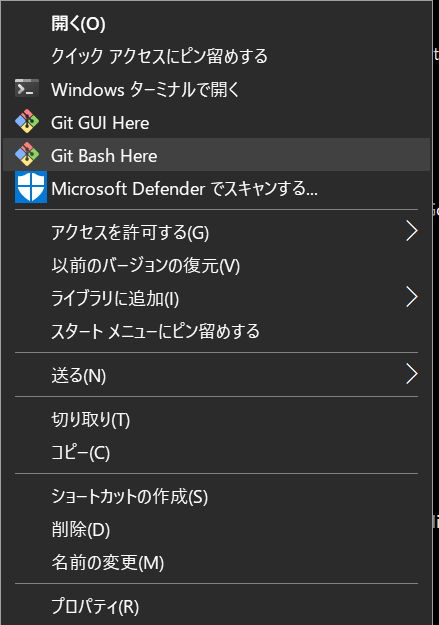 開く(O)
クイック アクセスにピン留めする
Windows ターミナルで開く
Git GUI Here
Git Bash Here
Microsoft Defender でスキャンする...
アクセスを許可する(G)
以前のバージョンの復元(V)
ライブラリに追加(I)
スタート メニューにピン留めする
送る(N)
切り取り(T)
コピー(C)
ショートカットの作成(S)
削除(D)
名前の変更(M)
プロパティ(R)